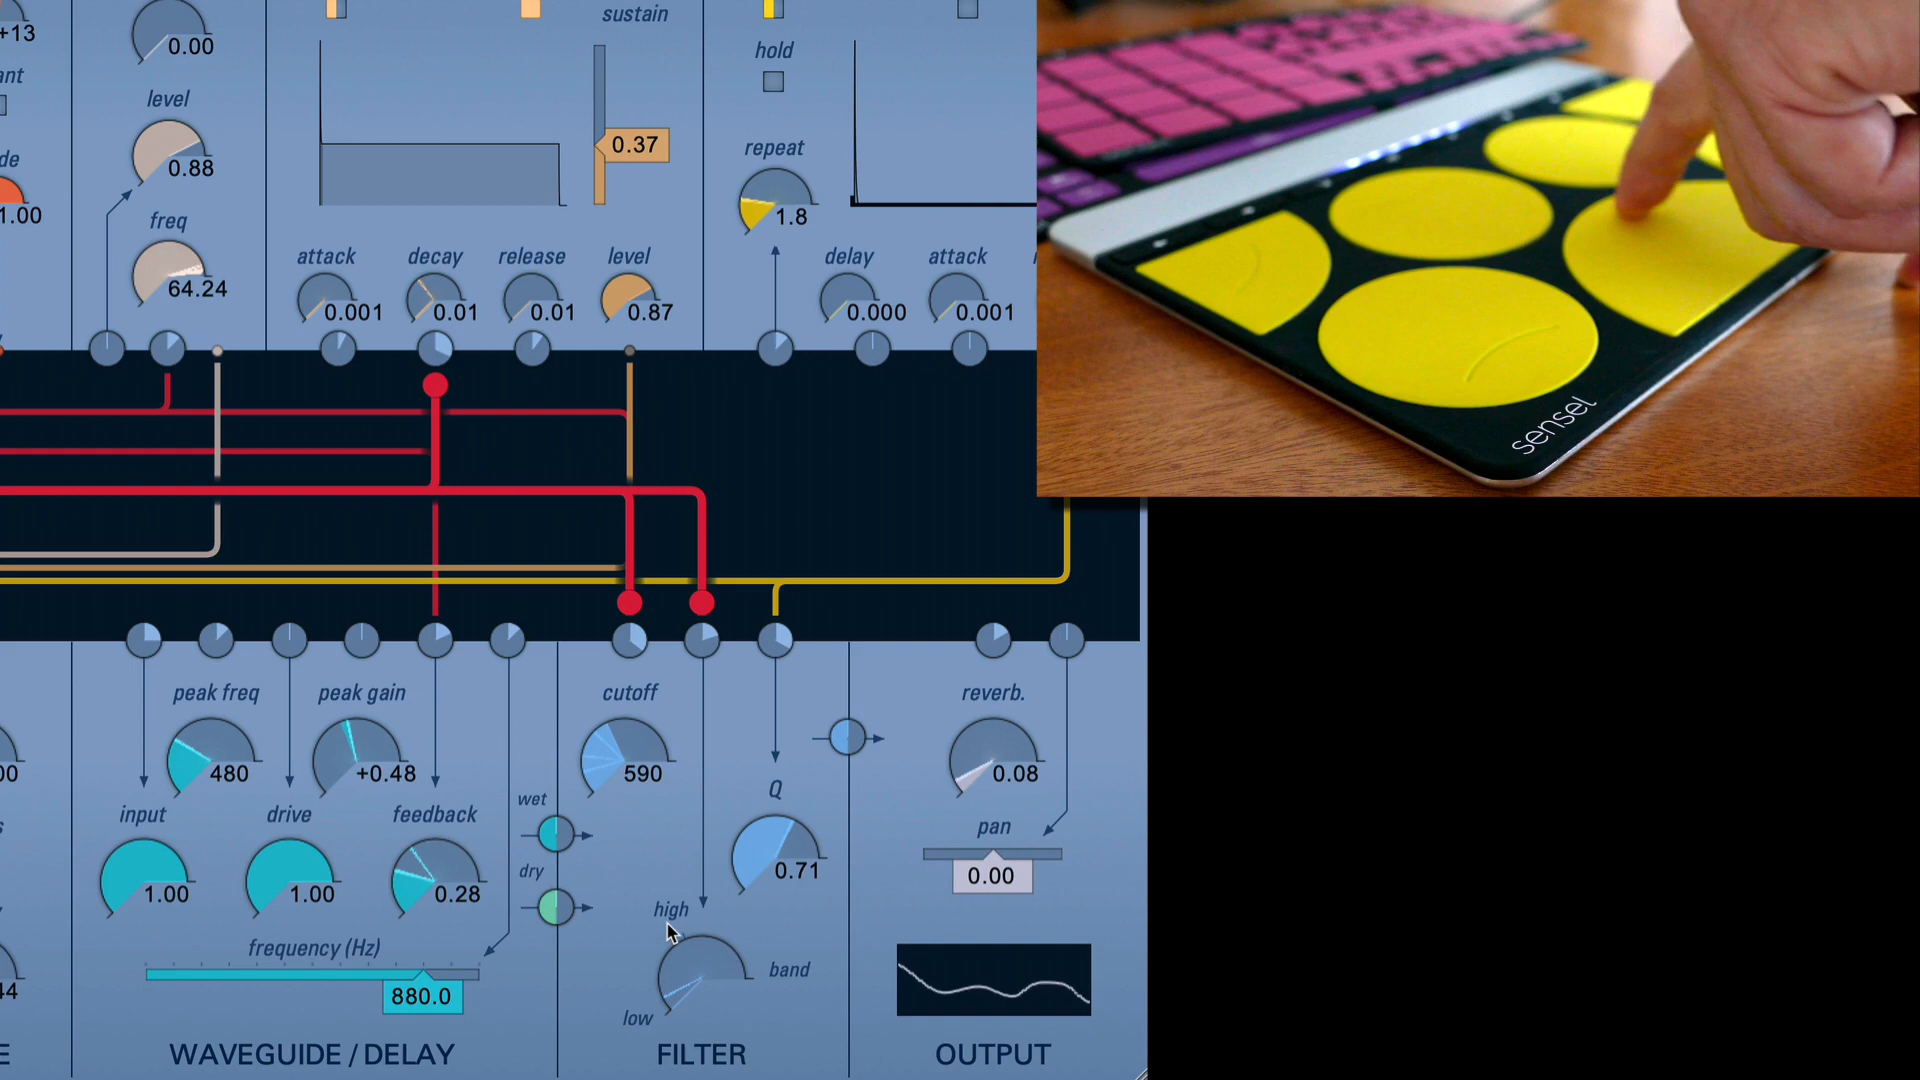 sustain
+13
0.00
hold
ant
level
0.37
repeat
de
0.88
1.00
freq
1.8
64.24
attack
decay
release
level
delay
attack
0.001
0.01
0.01
0.87
0.000
0.001
sensel
peak freq
peak gain
cutoff
reverb.
00
480
+0.48
590
0.08
Q
wet
input
drive
feedback
pan
dry
0.71
0.00
1.00
1.00
0.28
high
frequency (Hz)
band
44
880.0
low
E
WAVEGUIDE / DELAY
FILTER
OUTPUT